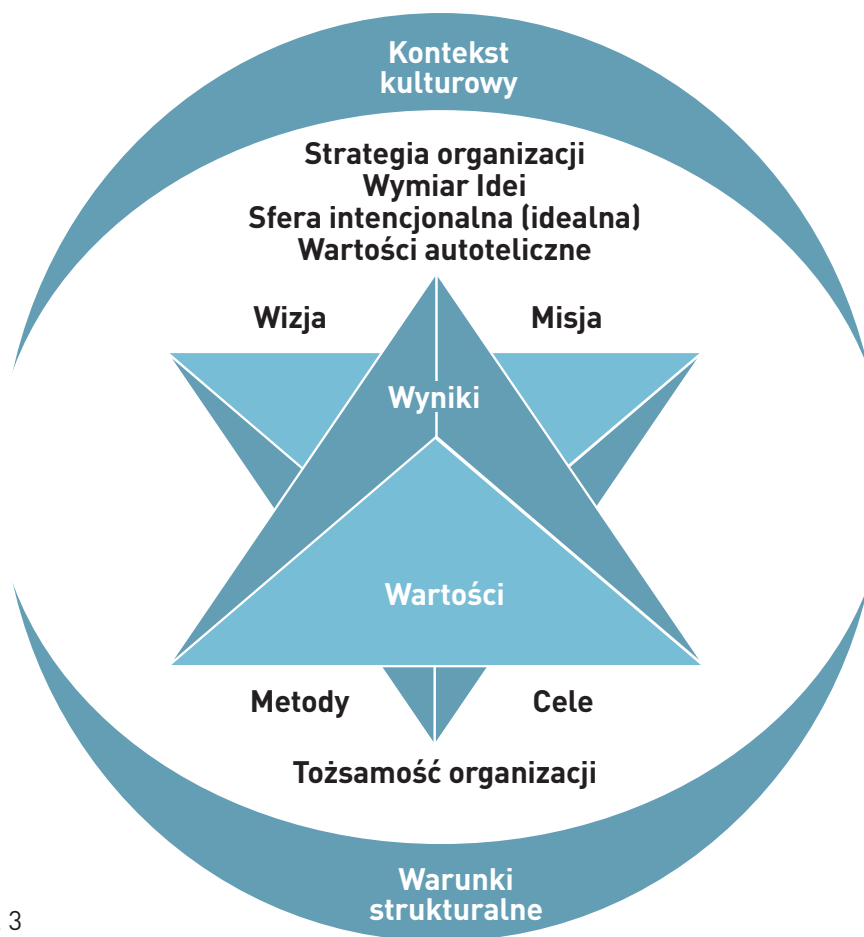 Kontekst
kulturowy
Strategia organizacji
Wymiar Idei
Sfera intencjonalna (idealna)
Wartości autoteliczne
Wizja
Misja
Wyniki
Wartości
Metody
Cele
Tożsamość organizacji
Warunki
strukturalne
3